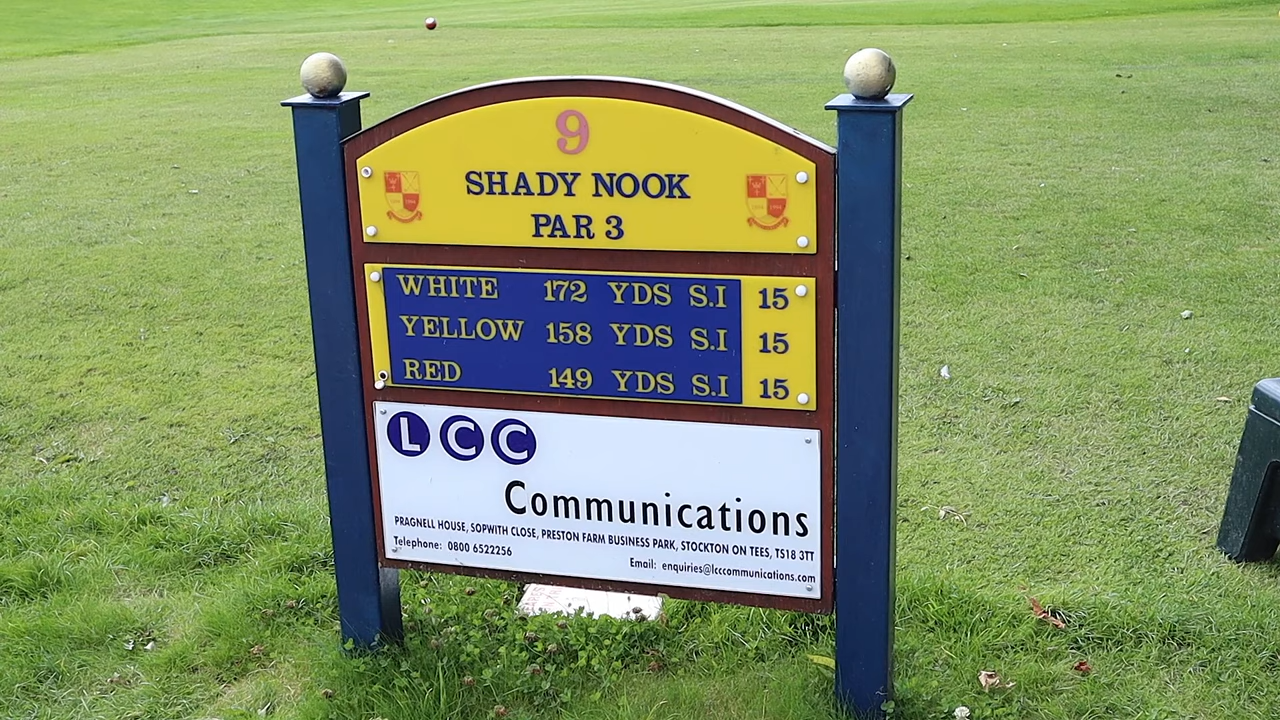 9
SHADY NOOK
PAR 3
WHITE 172 YDS S.I 15
YELLOW 158 YDS S.I 15
RED 149 YDS S.I 15
LCC
Communications
PRAGNELL HOUSE, SOPWITH CLOSE, PRESTON FARM BUSINESS PARK, STOCKTON ON TEES, TS18 3TT
Telephone: 0800 6522256
Email: enquiries@lcccommunications.com